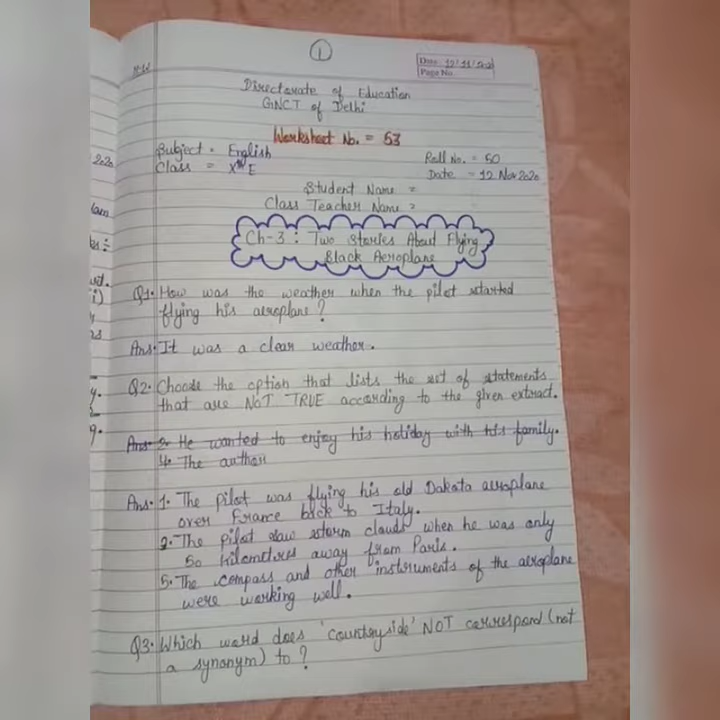 1
H.W
Date 12/11/2020
Page No.
Directorate of Education
GNCT of Delhi
Worksheet No. = 53
Subject = English
Roll No. = 50
Class = Xth E
Date = 12 Nov 2020
Student Name =
Class Teacher Name =
Ch-3 : Two Stories About Flying
Black Aeroplane
Q1. How was the weather when the pilot started
flying his aeroplane?
Ans. It was a clear weather.
Q2. Choose the option that lists the set of statements
that are NOT TRUE according to the given extract.
Ans: 2. He wanted to enjoy his holiday with his family.
4. The author
Ans. 1. The pilot was flying his old Dakota aeroplane
over France back to Italy.
2. The pilot saw storm clouds when he was only
50 kilometres away from Paris.
5. The compass and other instruments of the aeroplane
were working well.
Q3. Which word does 'countryside' NOT correspond (not
a synonym) to?